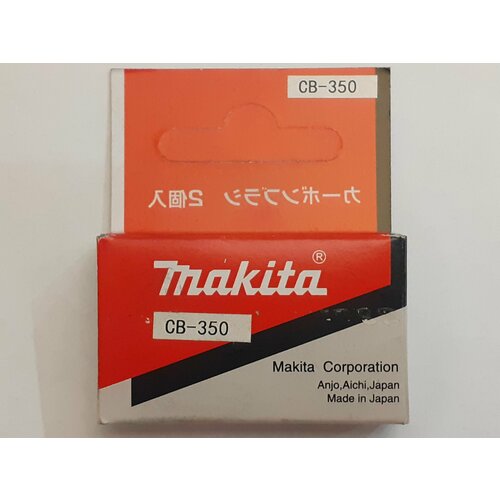 CB-350
カーボンブラシ 2個入
makita®
CB-350
Makita Corporation
Anjo,Aichi,Japan
Made in Japan